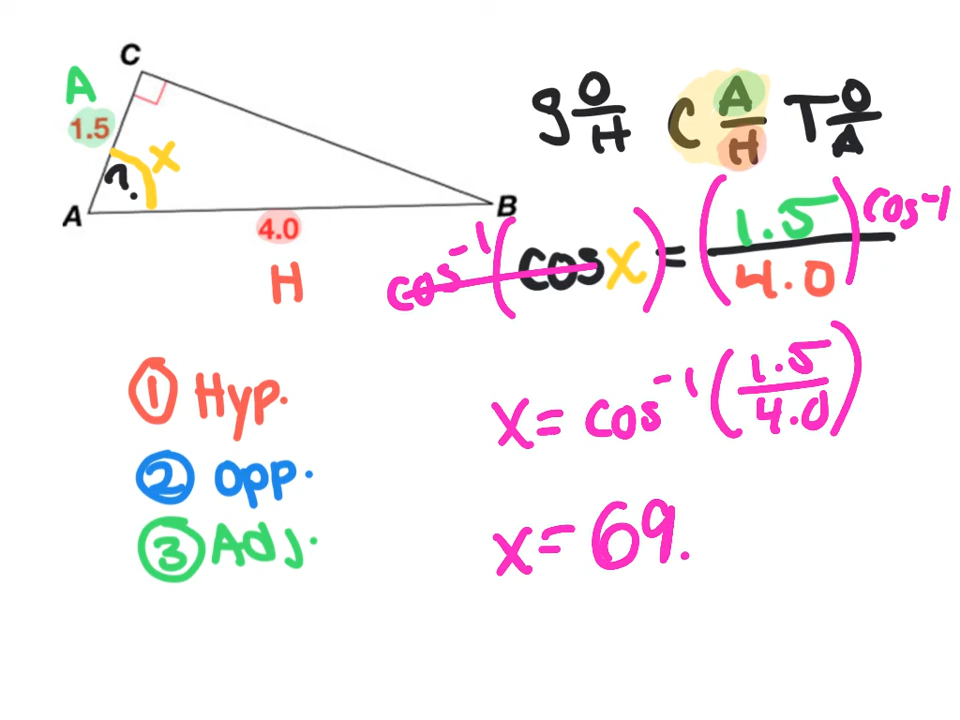 C
A
1.5
? x
A
B
4.0
H
S O/H C A/H T O/A
cos⁻¹(cos x) = (1.5/4.0) cos⁻¹
① Hyp.
② Opp.
③ Adj.
x = cos⁻¹(1.5/4.0)
x = 69.